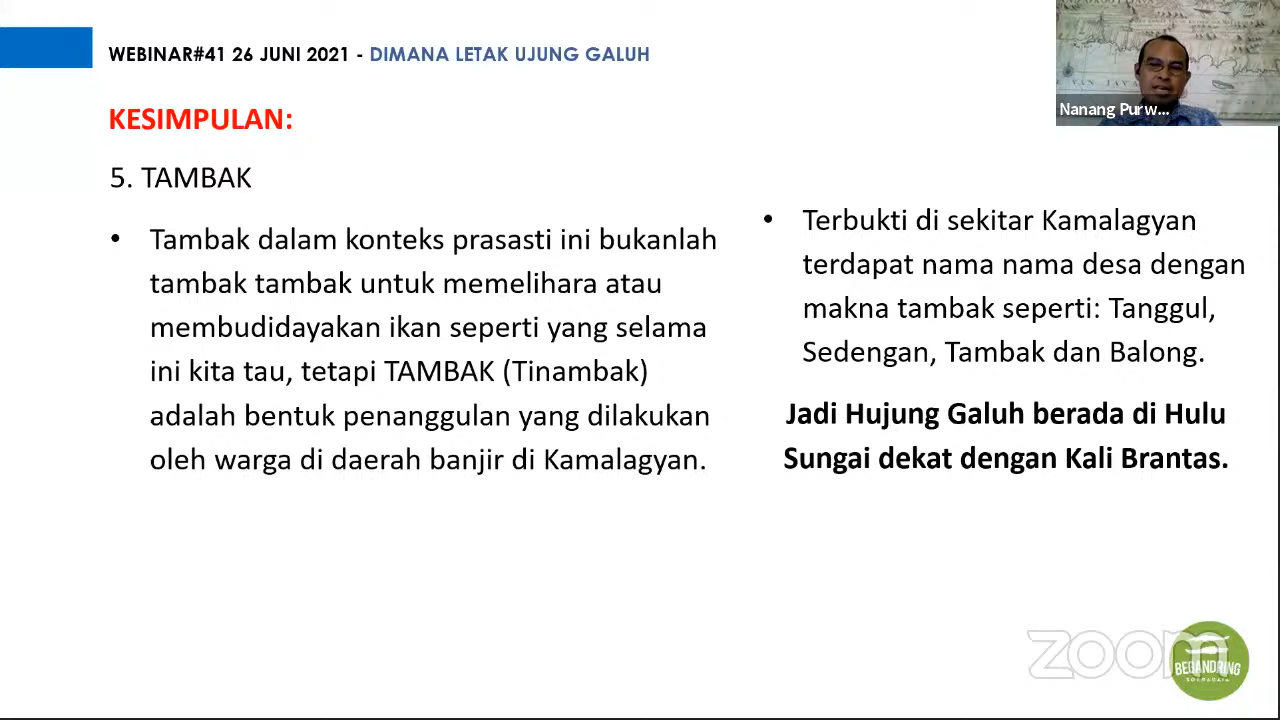 WEBINAR#41 26 JUNI 2021 - DIMANA LETAK UJUNG GALUH
Nanang Purw...
KESIMPULAN:
5. TAMBAK
• Tambak dalam konteks prasasti ini bukanlah
tambak tambak untuk memelihara atau
membudidayakan ikan seperti yang selama
ini kita tau, tetapi TAMBAK (Tinambak)
adalah bentuk penanggulan yang dilakukan
oleh warga di daerah banjir di Kamalagyan.
• Terbukti di sekitar Kamalagyan
terdapat nama nama desa dengan
makna tambak seperti: Tanggul,
Sedengan, Tambak dan Balong.
Jadi Hujung Galuh berada di Hulu
Sungai dekat dengan Kali Brantas.
zoom
BEGANDRING
SOERABAIA